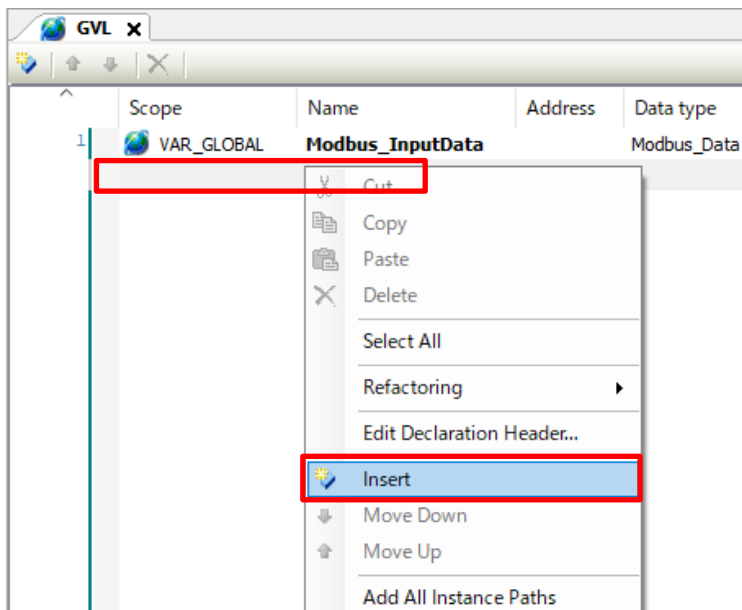 GVL
Scope Name Address Data type
1 VAR_GLOBAL Modbus_InputData Modbus_Data
Cut
Copy
Paste
Delete
Select All
Refactoring
Edit Declaration Header...
Insert
Move Down
Move Up
Add All Instance Paths